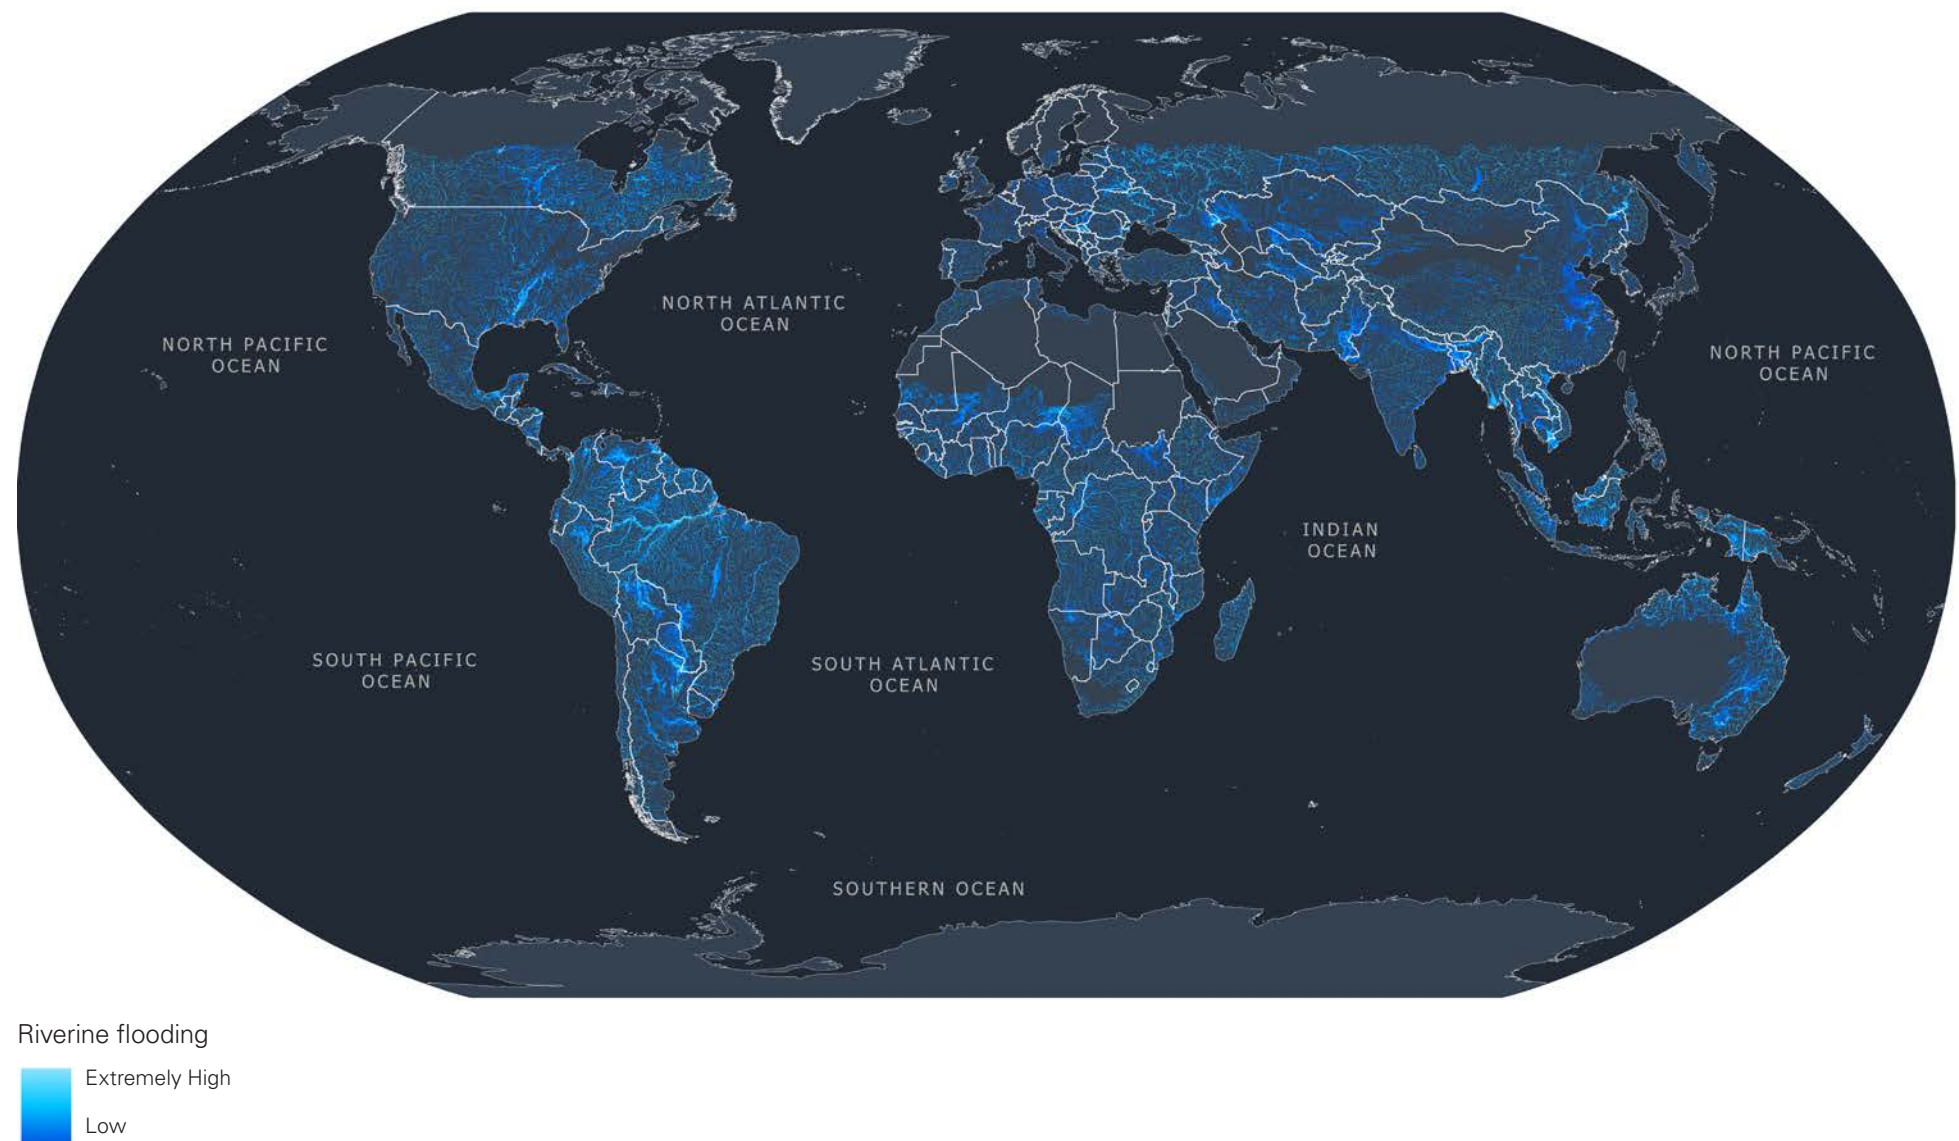 NORTH ATLANTIC
OCEAN
NORTH PACIFIC
OCEAN
NORTH PACIFIC
OCEAN
INDIAN
OCEAN
SOUTH PACIFIC
OCEAN
SOUTH ATLANTIC
OCEAN
SOUTHERN OCEAN
Riverine flooding
Extremely High
Low